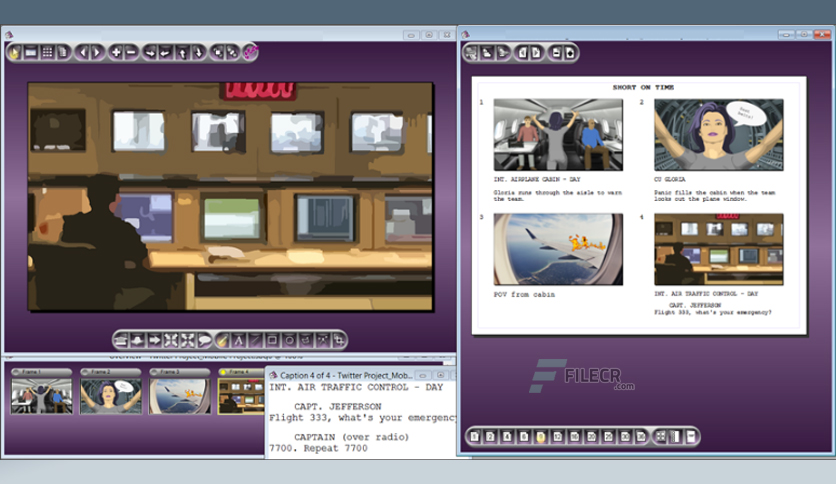 SHORT ON TIME
1
2
INT. AIRPLANE CABIN - DAY
Gloria runs through the aisle to warn
the team.
CU GLORIA
Panic fills the cabin when the team
looks out the plane window.
3
4
POV from cabin
INT. AIR TRAFFIC CONTROL - DAY
CAPT. JEFFERSON
Flight 333, what's your emergency?
Frame 1
Frame 2
Frame 3
Frame 4
Caption 4 of 4 - Twitter Project_Mob...
INT. AIR TRAFFIC CONTROL - DAY
CAPT. JEFFERSON
Flight 333, what's your emergency
CAPTAIN (over radio)
7700. Repeat 7700
FILECR
.com